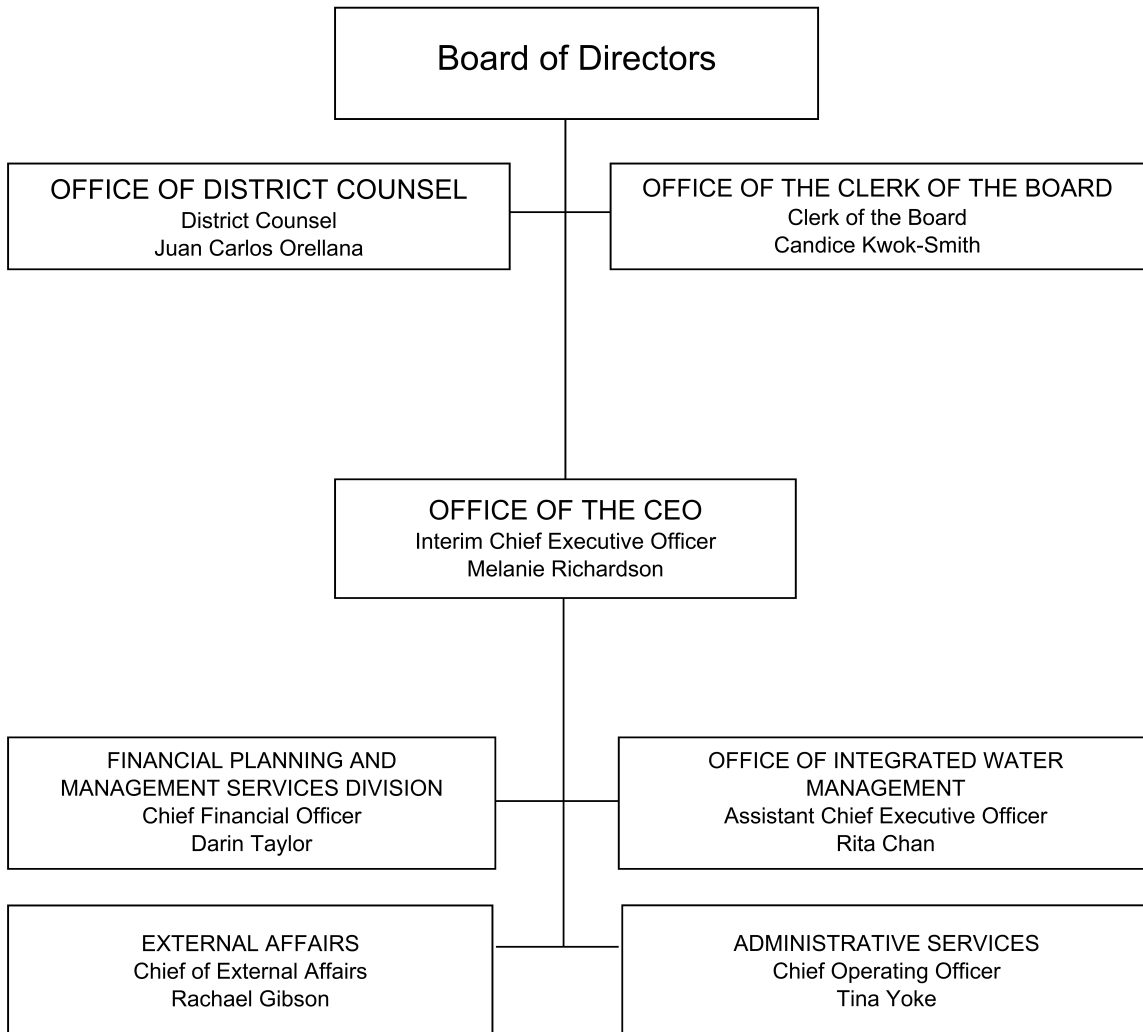 Board of Directors
OFFICE OF DISTRICT COUNSEL
District Counsel
Juan Carlos Orellana
OFFICE OF THE CLERK OF THE BOARD
Clerk of the Board
Candice Kwok-Smith
OFFICE OF THE CEO
Interim Chief Executive Officer
Melanie Richardson
FINANCIAL PLANNING AND
MANAGEMENT SERVICES DIVISION
Chief Financial Officer
Darin Taylor
OFFICE OF INTEGRATED WATER
MANAGEMENT
Assistant Chief Executive Officer
Rita Chan
EXTERNAL AFFAIRS
Chief of External Affairs
Rachael Gibson
ADMINISTRATIVE SERVICES
Chief Operating Officer
Tina Yoke